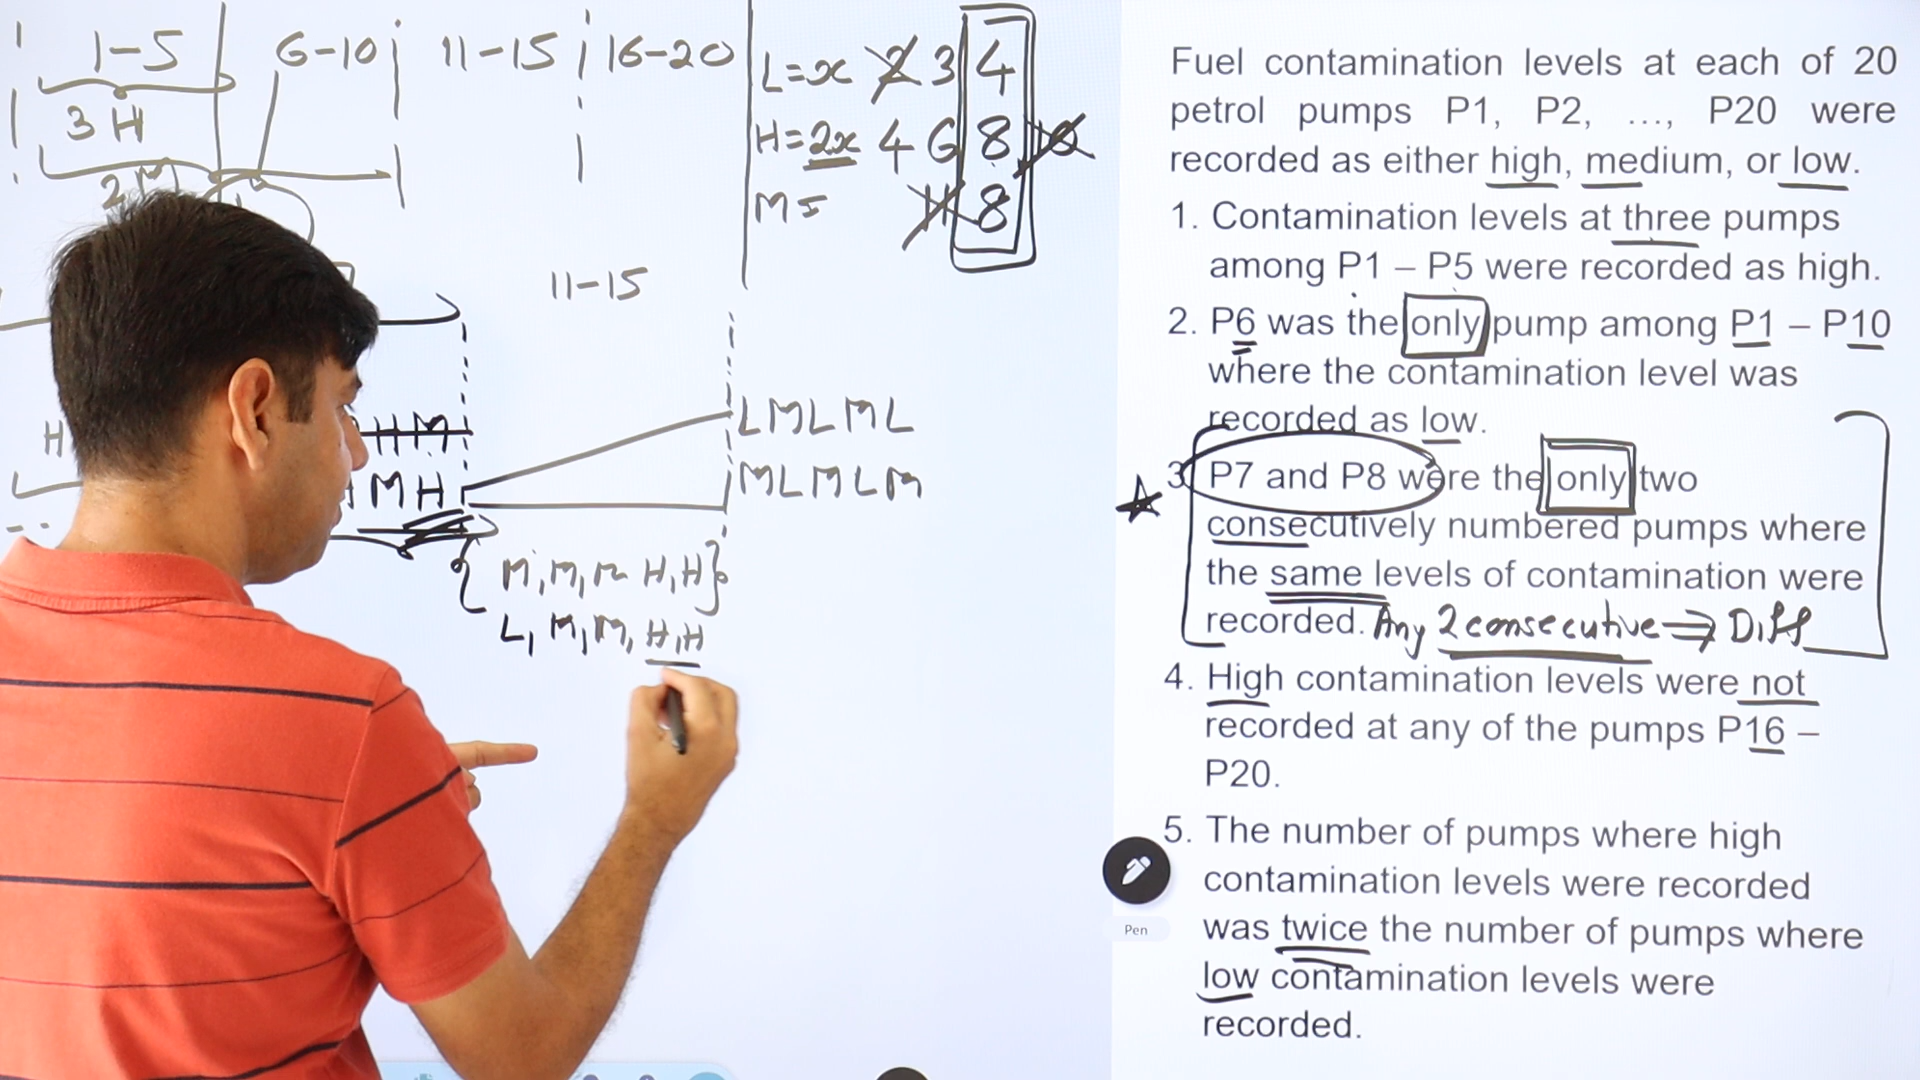 1-5
6-10
11-15
16-20
3 H
2 M
L=x 2 3 4
H=2x 4 6 8 10
M= 11 8
11-15
H
HM
MH
LMLML
MLMLM
{ M, M, M H, H }
L, M, M, H, H
Fuel contamination levels at each of 20
petrol pumps P1, P2, ..., P20 were
recorded as either high, medium, or low.
1. Contamination levels at three pumps
among P1 – P5 were recorded as high.
2. P6 was the only pump among P1 – P10
where the contamination level was
recorded as low.
3. P7 and P8 were the only two
consecutively numbered pumps where
the same levels of contamination were
recorded. Any 2 consecutive ⇒ Diff
4. High contamination levels were not
recorded at any of the pumps P16 –
P20.
5. The number of pumps where high
contamination levels were recorded
was twice the number of pumps where
low contamination levels were
recorded.
Pen